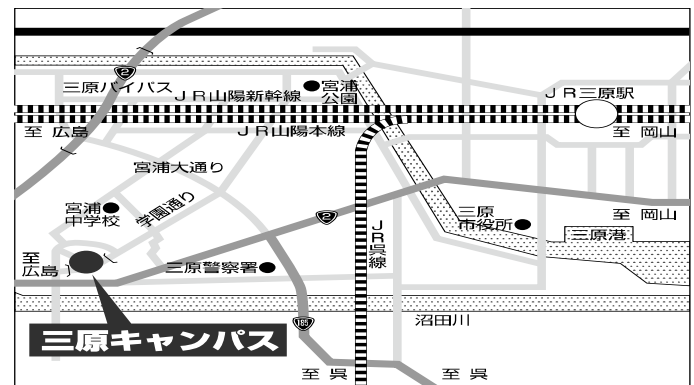 2
三原バイパス
JR山陽新幹線
宮浦
公園
JR三原駅
至 広島
JR山陽本線
至 岡山
宮浦大通り
宮浦
中学校
学園通り
2
JR呉線
三原
市役所
至 岡山
三原港
至
広島
三原警察署
185
沼田川
三原キャンパス
至 呉
至 呉